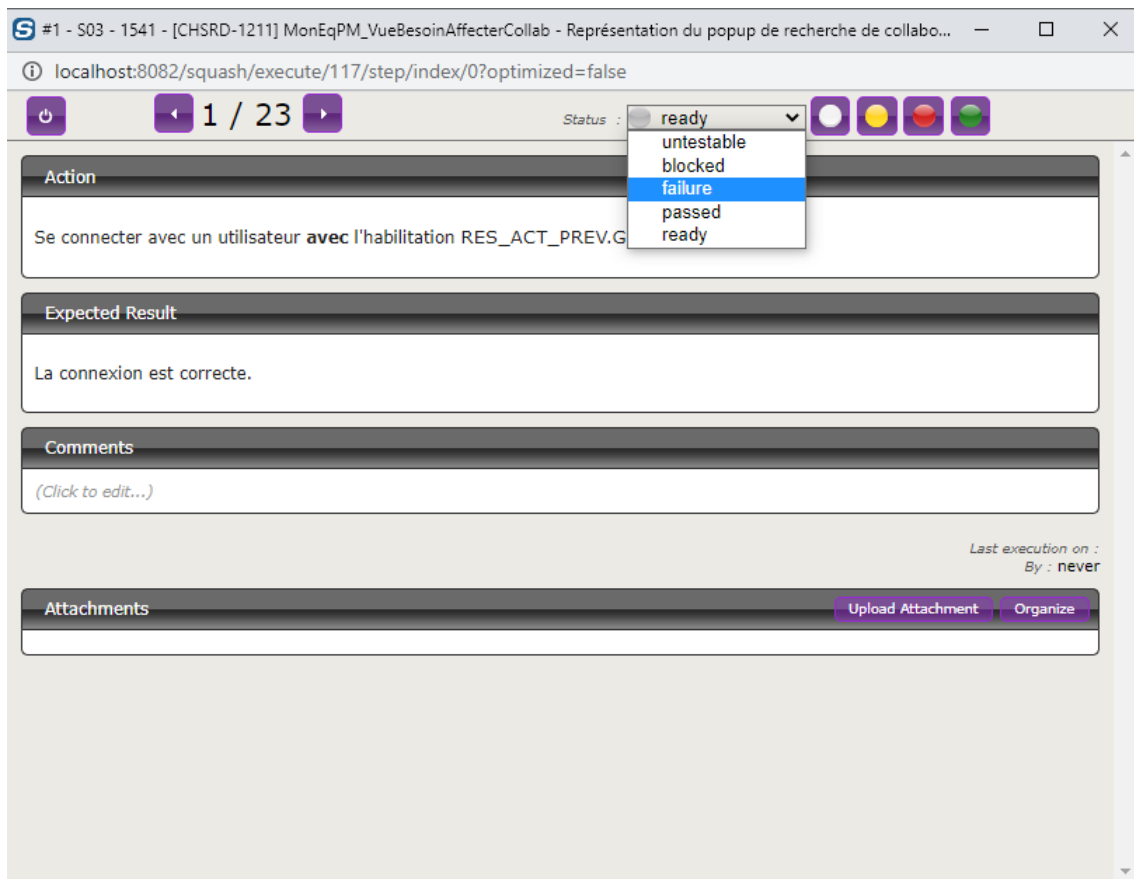 #1 - S03 - 1541 - [CHSRD-1211] MonEqPM_VueBesoinAffecterCollab - Représentation du popup de recherche de collabo...
localhost:8082/squash/execute/117/step/index/0?optimized=false
1 / 23
Status : ready
untestable
blocked
failure
passed
ready
Action
Se connecter avec un utilisateur avec l'habilitation RES_ACT_PREV.G
Expected Result
La connexion est correcte.
Comments
(Click to edit...)
Last execution on :
By : never
Attachments Upload Attachment Organize